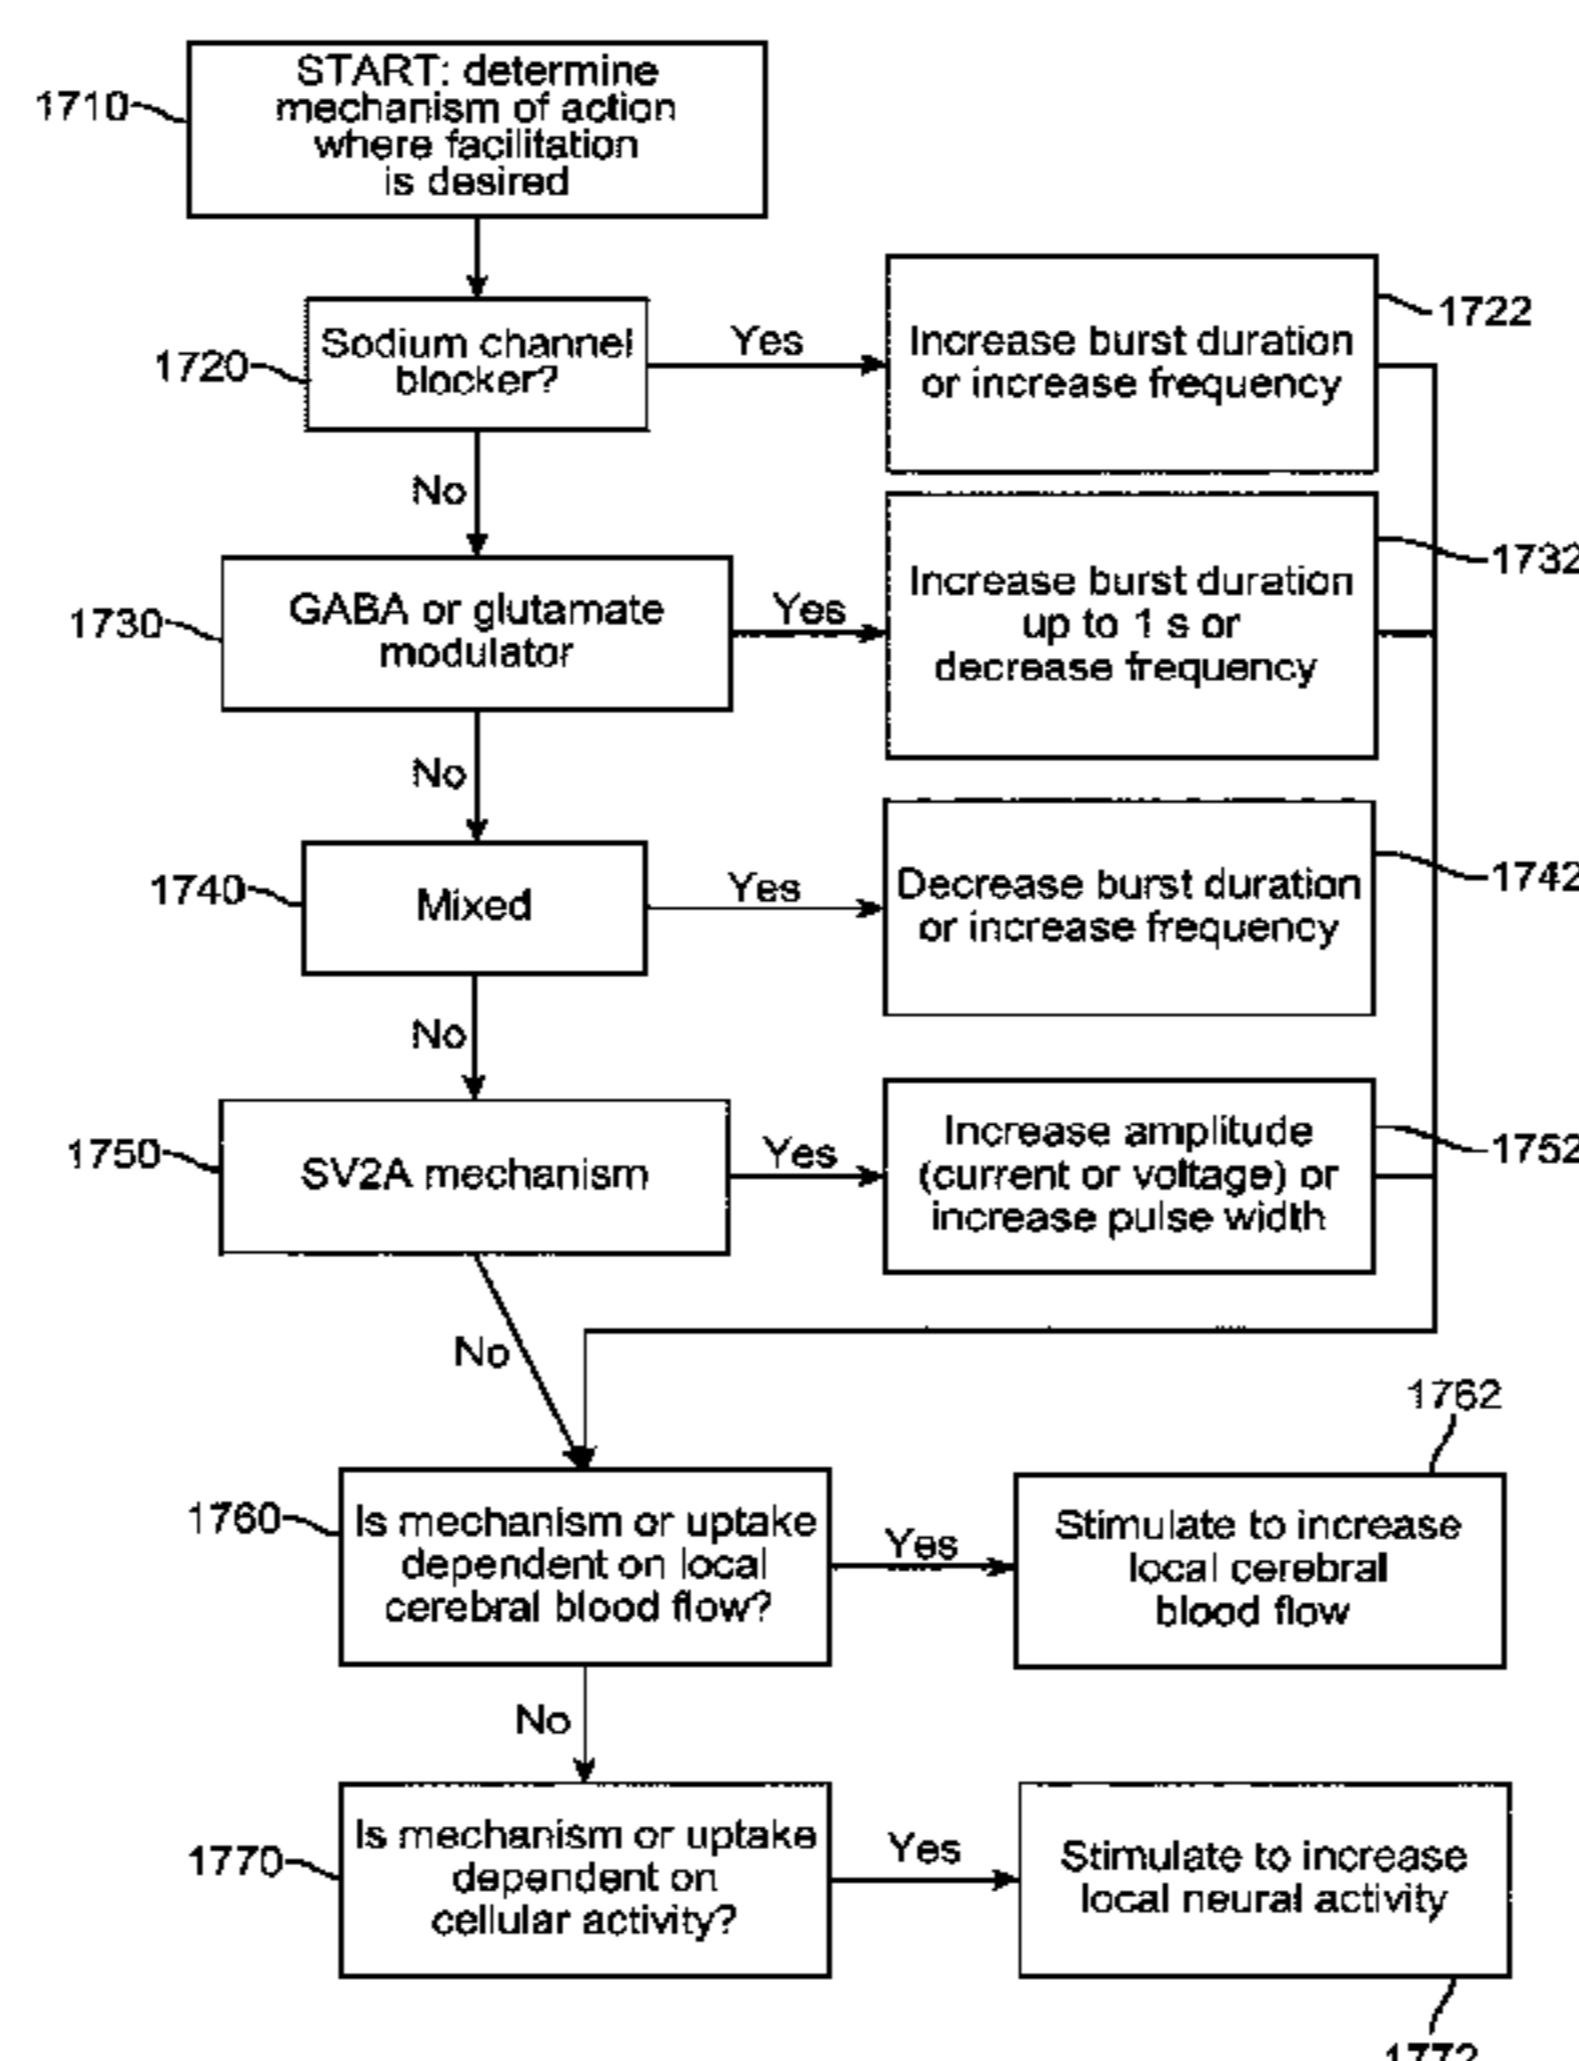 START: determine
mechanism of action
where facilitation
is desired
1710
Sodium channel
blocker?
1720
Yes
Increase burst duration
or increase frequency
1722
No
GABA or glutamate
modulator
1730
Yes
Increase burst duration
up to 1 s or
decrease frequency
1732
No
Mixed
1740
Yes
Decrease burst duration
or increase frequency
1742
No
SV2A mechanism
1750
Yes
Increase amplitude
(current or voltage) or
increase pulse width
1752
No
Is mechanism or uptake
dependent on local
cerebral blood flow?
1760
Yes
Stimulate to increase
local cerebral
blood flow
1762
No
Is mechanism or uptake
dependent on
cellular activity?
1770
Yes
Stimulate to increase
local neural activity
1772